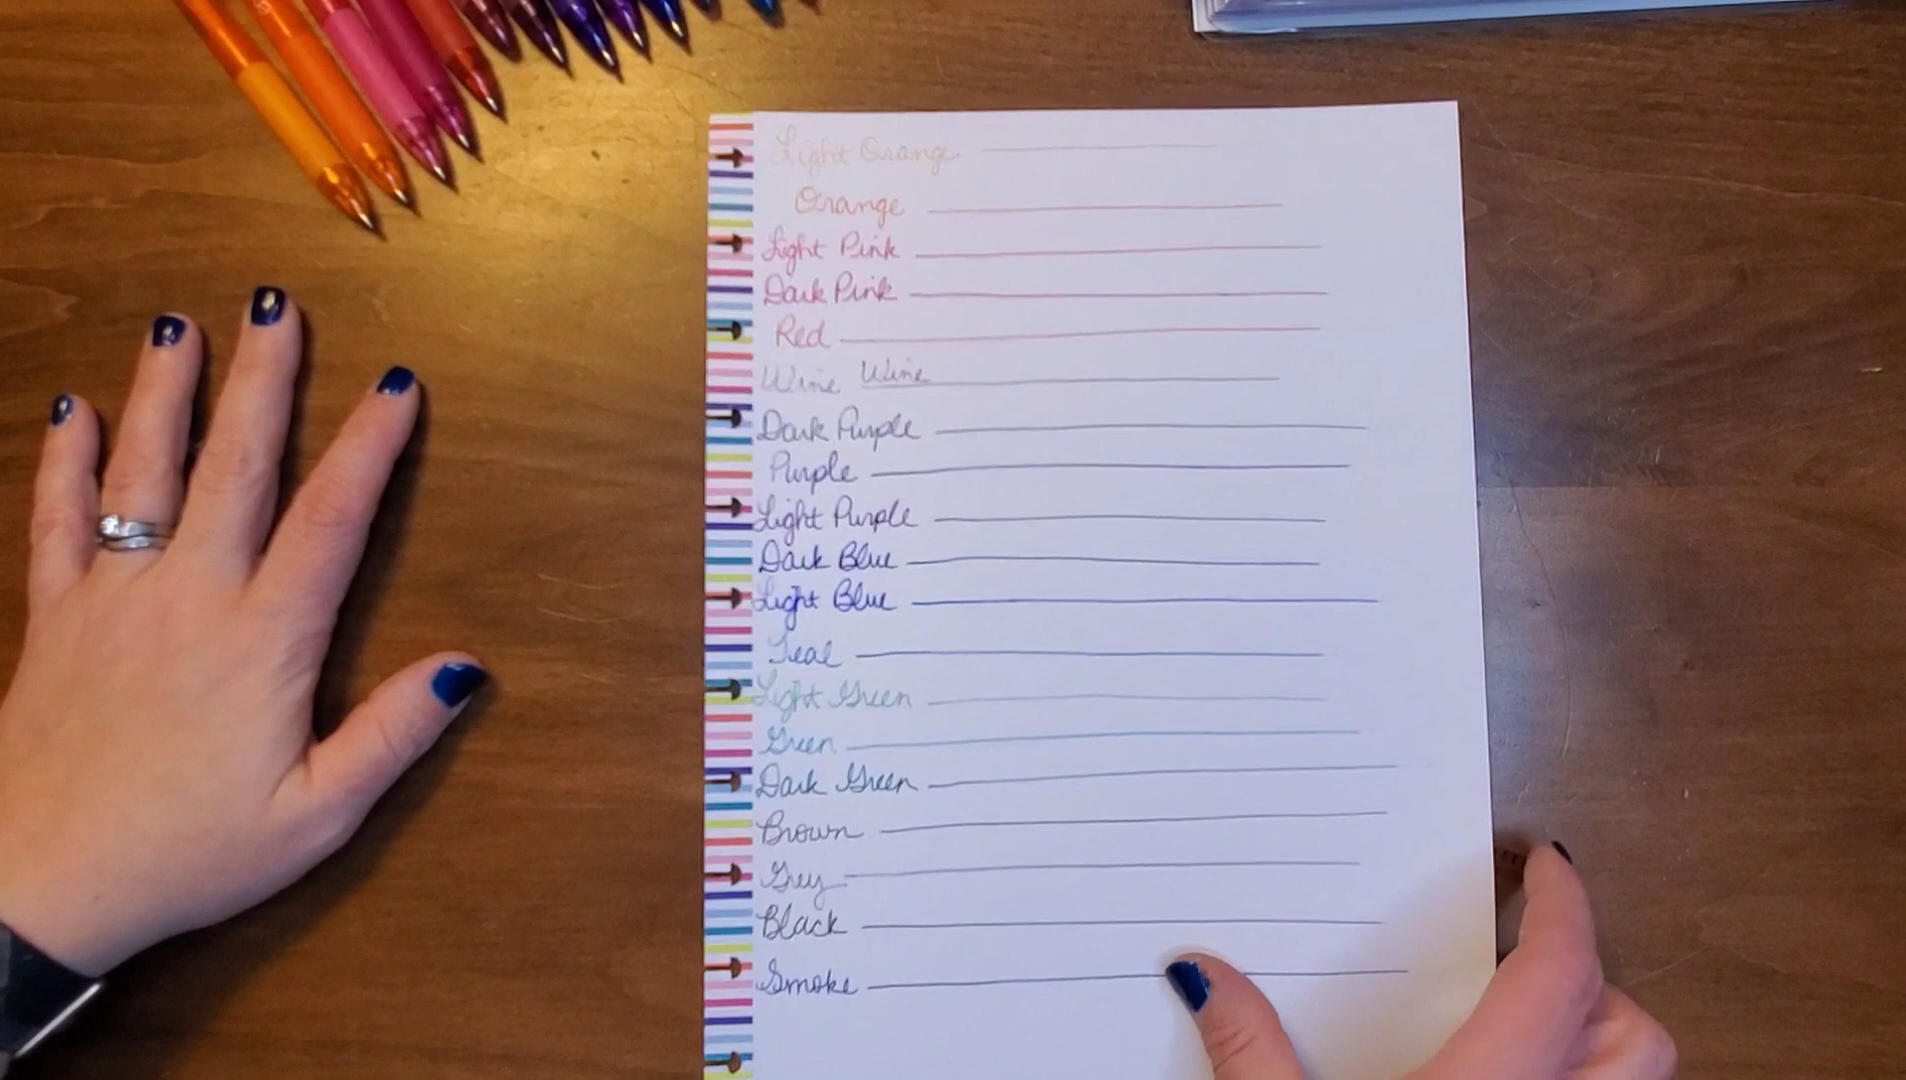 Light Orange
Orange
Light Pink
Dark Pink
Red
Wine Wine
Dark Purple
Purple
Light Purple
Dark Blue
Light Blue
Teal
Light Green
Green
Dark Green
Brown
Grey
Black
Smoke